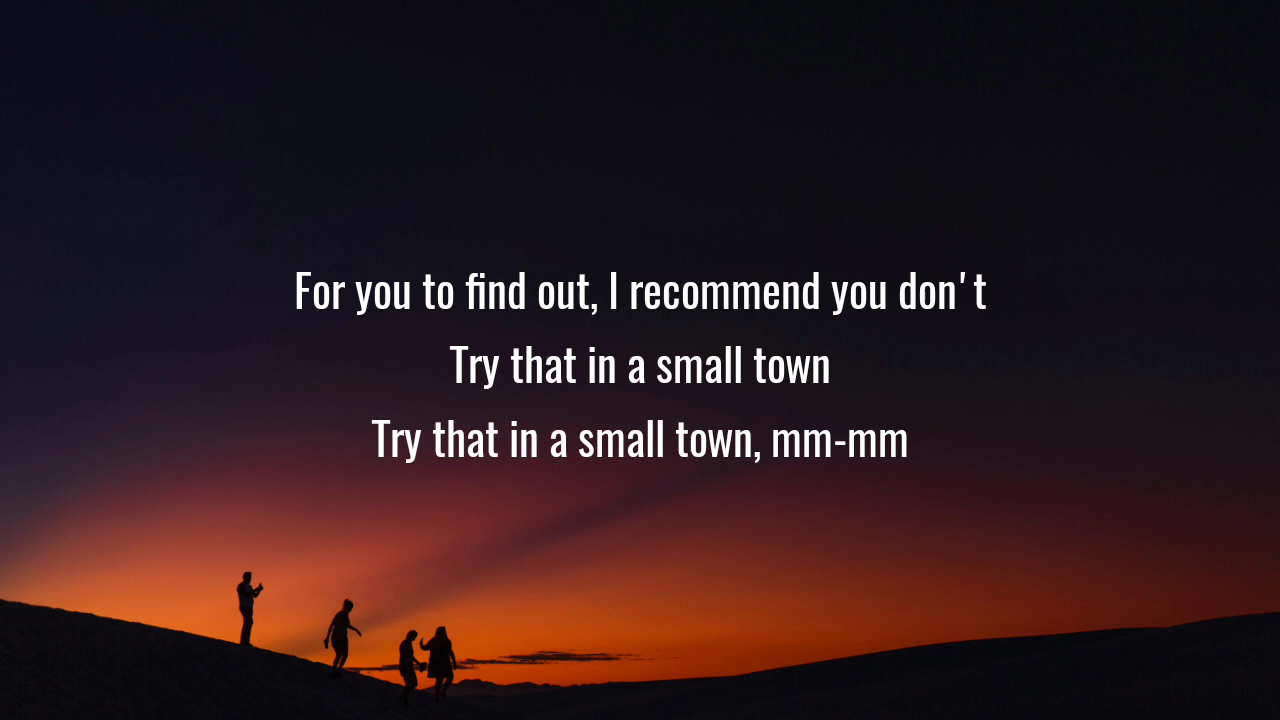 For you to find out, I recommend you don't
Try that in a small town
Try that in a small town, mm-mm